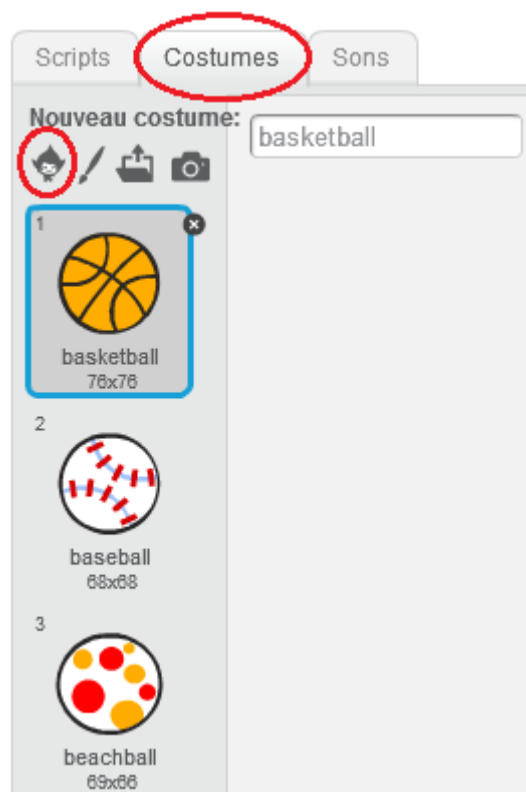 Scripts Costumes Sons
Nouveau costume:
basketball
1
basketball
76x76
2
baseball
68x68
3
beachball
69x66